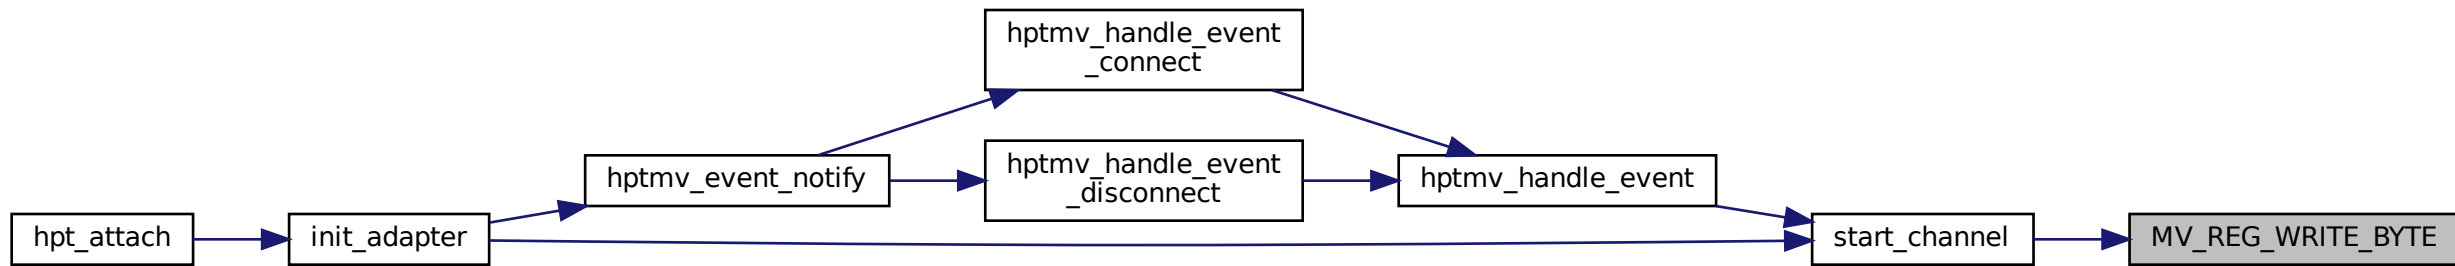 hptmv_handle_event
_connect
hptmv_handle_event
_disconnect
hptmv_event_notify
hptmv_handle_event
hpt_attach
init_adapter
start_channel
MV_REG_WRITE_BYTE